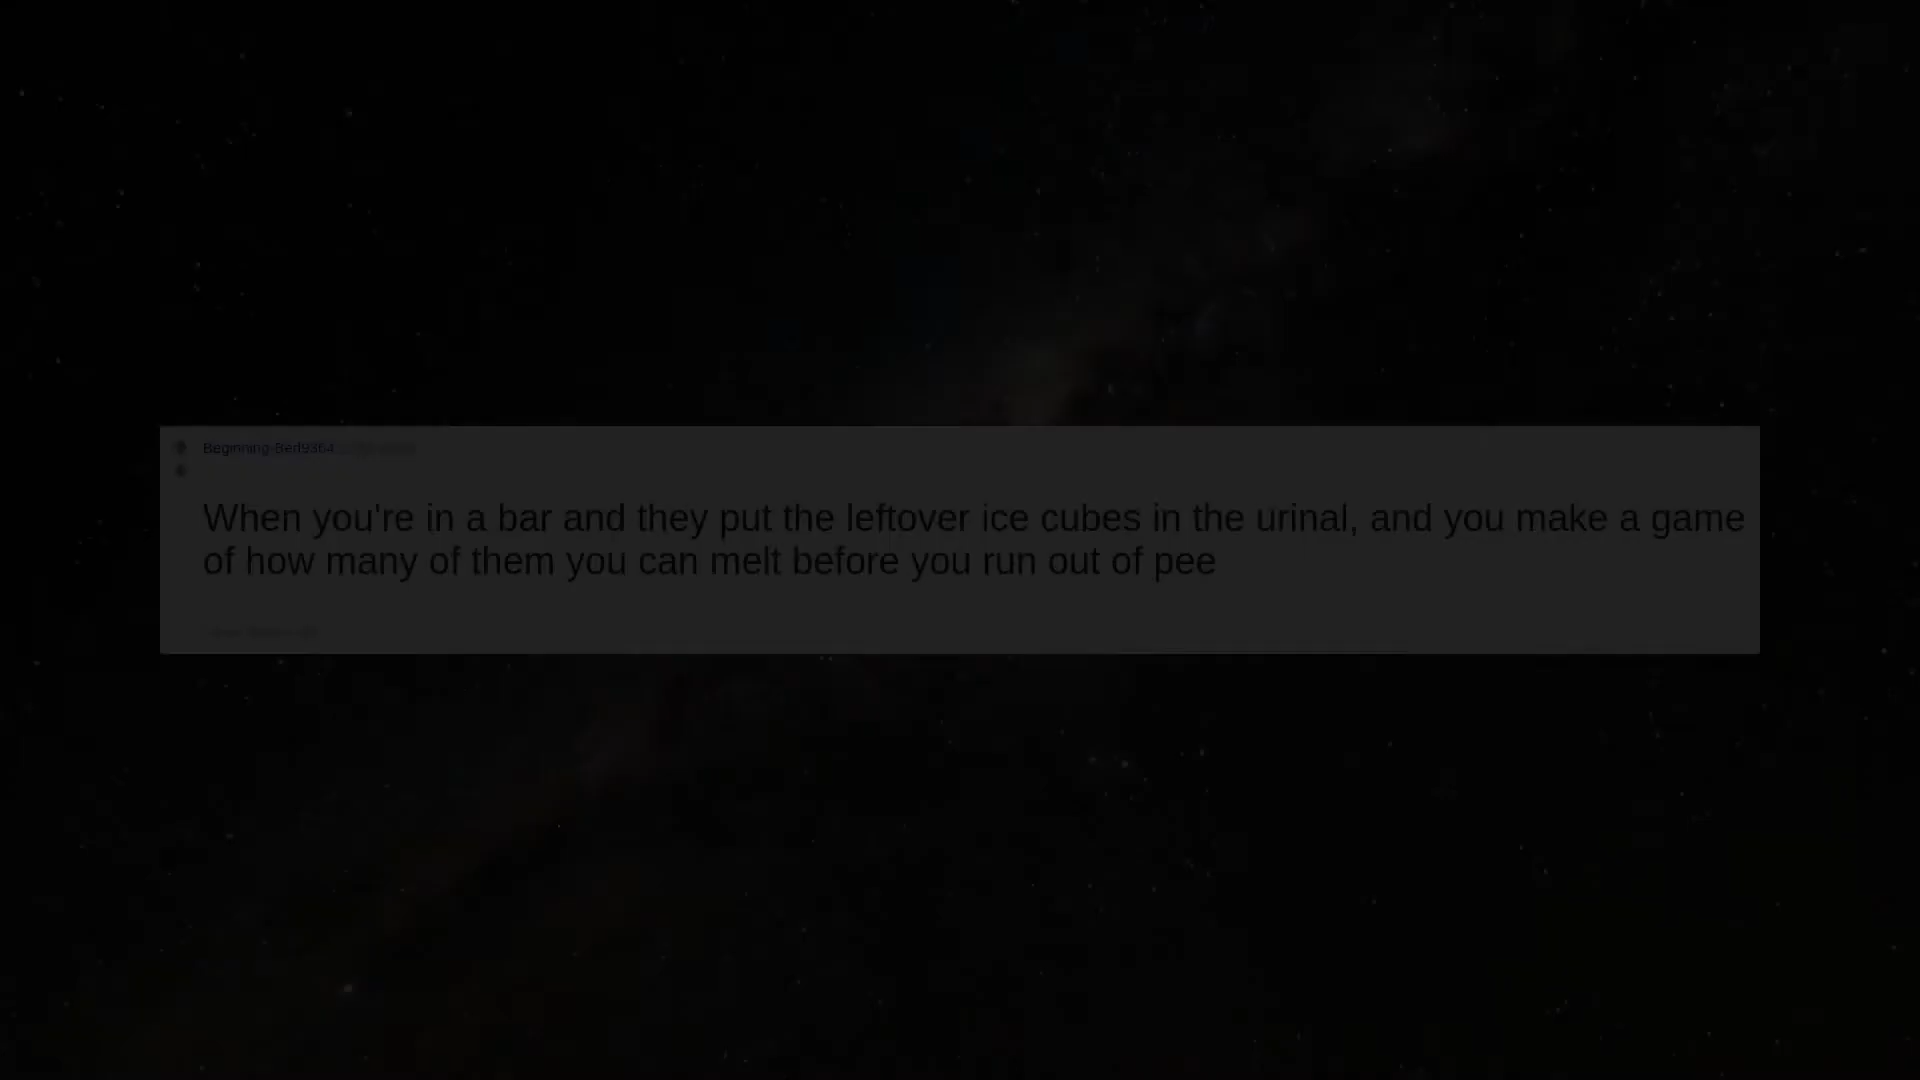 Beginning-Bed9364
When you're in a bar and they put the leftover ice cubes in the urinal, and you make a game
of how many of them you can melt before you run out of pee